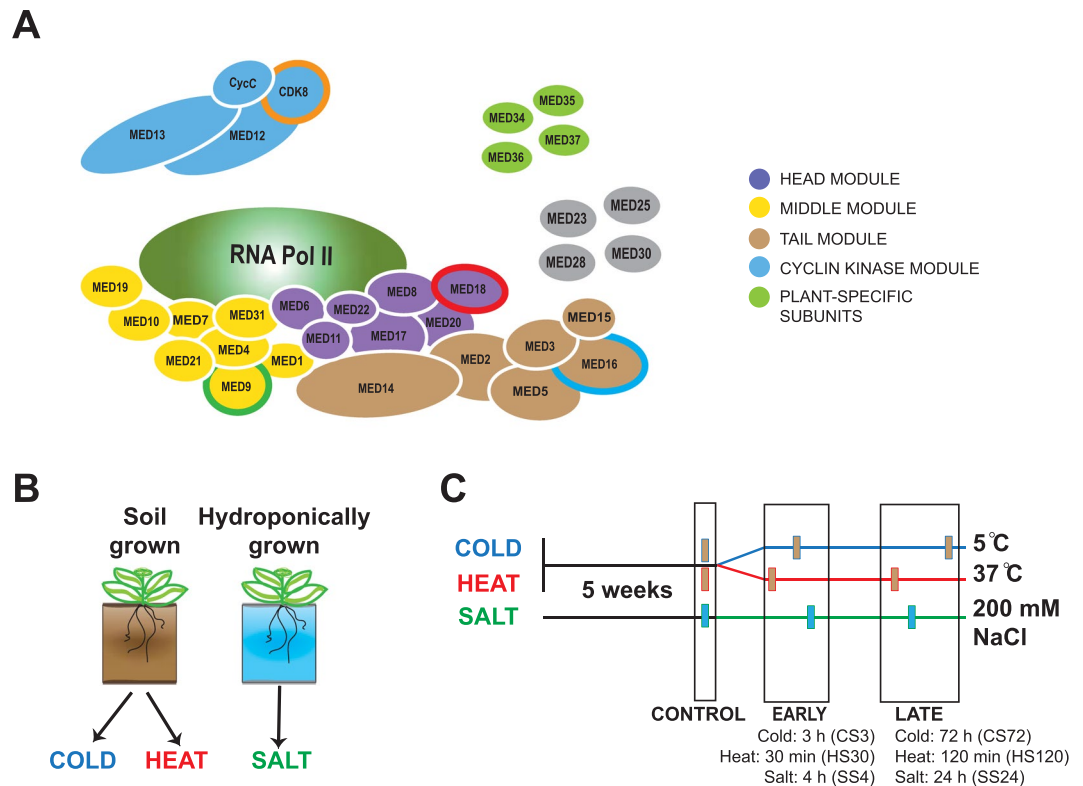 A
CycC
CDK8
MED13
MED12
MED35
MED34
MED37
MED36
HEAD MODULE
MIDDLE MODULE
TAIL MODULE
CYCLIN KINASE MODULE
PLANT-SPECIFIC
SUBUNITS
MED25
MED23
MED30
MED28
RNA Pol II
MED19
MED10
MED7
MED31
MED6
MED22
MED8
MED18
MED20
MED11
MED17
MED15
MED21
MED4
MED1
MED9
MED14
MED2
MED3
MED16
MED5
B
Soil
grown
Hydroponically
grown
COLD
HEAT
SALT
C
COLD
HEAT
SALT
5 weeks
5°C
37°C
200 mM
NaCl
CONTROL
EARLY
Cold: 3 h (CS3)
Heat: 30 min (HS30)
Salt: 4 h (SS4)
LATE
Cold: 72 h (CS72)
Heat: 120 min (HS120)
Salt: 24 h (SS24)